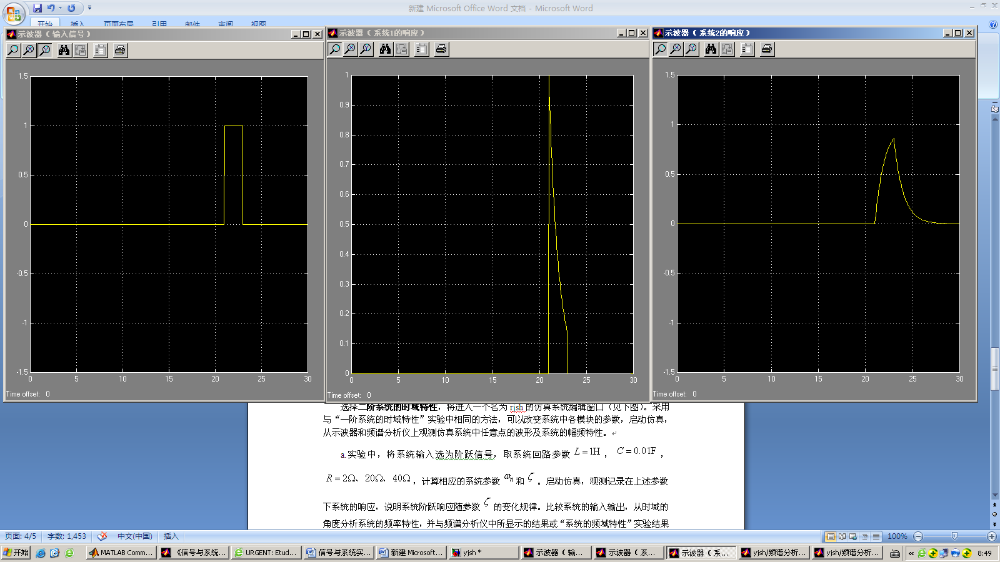 新建 Microsoft Office Word 文档 - Microsoft Word
开始 插入 页面布局 引用 邮件 审阅 视图
示波器（输入信号）
1.5
1
0.5
0
-0.5
-1
-1.5
0 5 10 15 20 25 30
Time offset: 0
示波器（系统1的响应）
1
0.9
0.8
0.7
0.6
0.5
0.4
0.3
0.2
0.1
0
0 5 10 15 20 25 30
Time offset: 0
示波器（系统2的响应）
1.5
1
0.5
0
-0.5
-1
-1.5
0 5 10 15 20 25 30
Time offset: 0
选择二阶系统的时域特性，将进入一个名为 rjsh 的仿真系统编辑窗口（见下图）。采用
与“一阶系统的时域特性”实验中相同的方法，可以改变系统中各模块的参数，启动仿真，
从示波器和频谱分析仪上观测仿真系统中任意点的波形及系统的幅频特性。
a.实验中，将系统输入选为阶跃信号，取系统回路参数 L=1H， C=0.01F，
R=2Ω、20Ω、40Ω，计算相应的系统参数 ωn 和 ζ 。启动仿真，观测记录在上述参数
下系统的响应，说明系统阶跃响应随参数 ζ 的变化规律。比较系统的输入输出，从时域的
角度分析系统的频率特性，并与频谱分析仪中所显示的结果或“系统的频域特性”实验结果
页面: 4/5 字数: 1,453 中文(中国) 插入 100%
开始 MATLAB Comm... 《信号与系统... URGENT: Etud... 信号与系统实... 新建 Microsoft... yjsh * 示波器（输... 示波器（系... 示波器（系... yjsh/频谱分析... yjsh/频谱分析... « 8:49